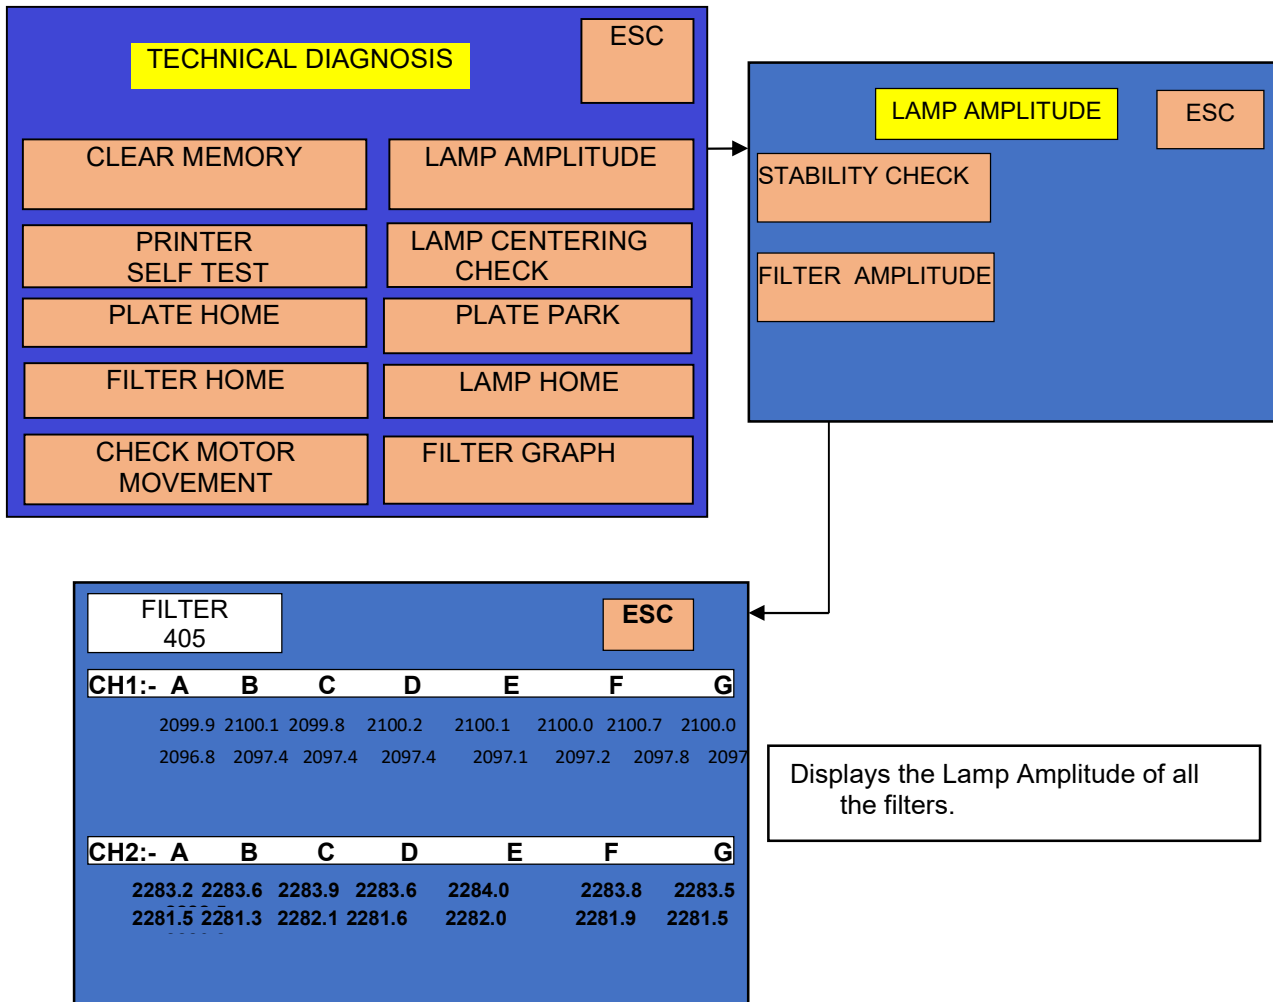 TECHNICAL DIAGNOSIS
ESC
CLEAR MEMORY
LAMP AMPLITUDE
PRINTER
SELF TEST
LAMP CENTERING
CHECK
PLATE HOME
PLATE PARK
FILTER HOME
LAMP HOME
CHECK MOTOR
MOVEMENT
FILTER GRAPH
LAMP AMPLITUDE
ESC
STABILITY CHECK
FILTER AMPLITUDE
FILTER
405
ESC
CH1:- A B C D E F G
2099.9 2100.1 2099.8 2100.2 2100.1 2100.0 2100.7 2100.0
2096.8 2097.4 2097.4 2097.4 2097.1 2097.2 2097.8 2097
CH2:- A B C D E F G
2283.2 2283.6 2283.9 2283.6 2284.0 2283.8 2283.5
2281.5 2281.3 2282.1 2281.6 2282.0 2281.9 2281.5
Displays the Lamp Amplitude of all
the filters.